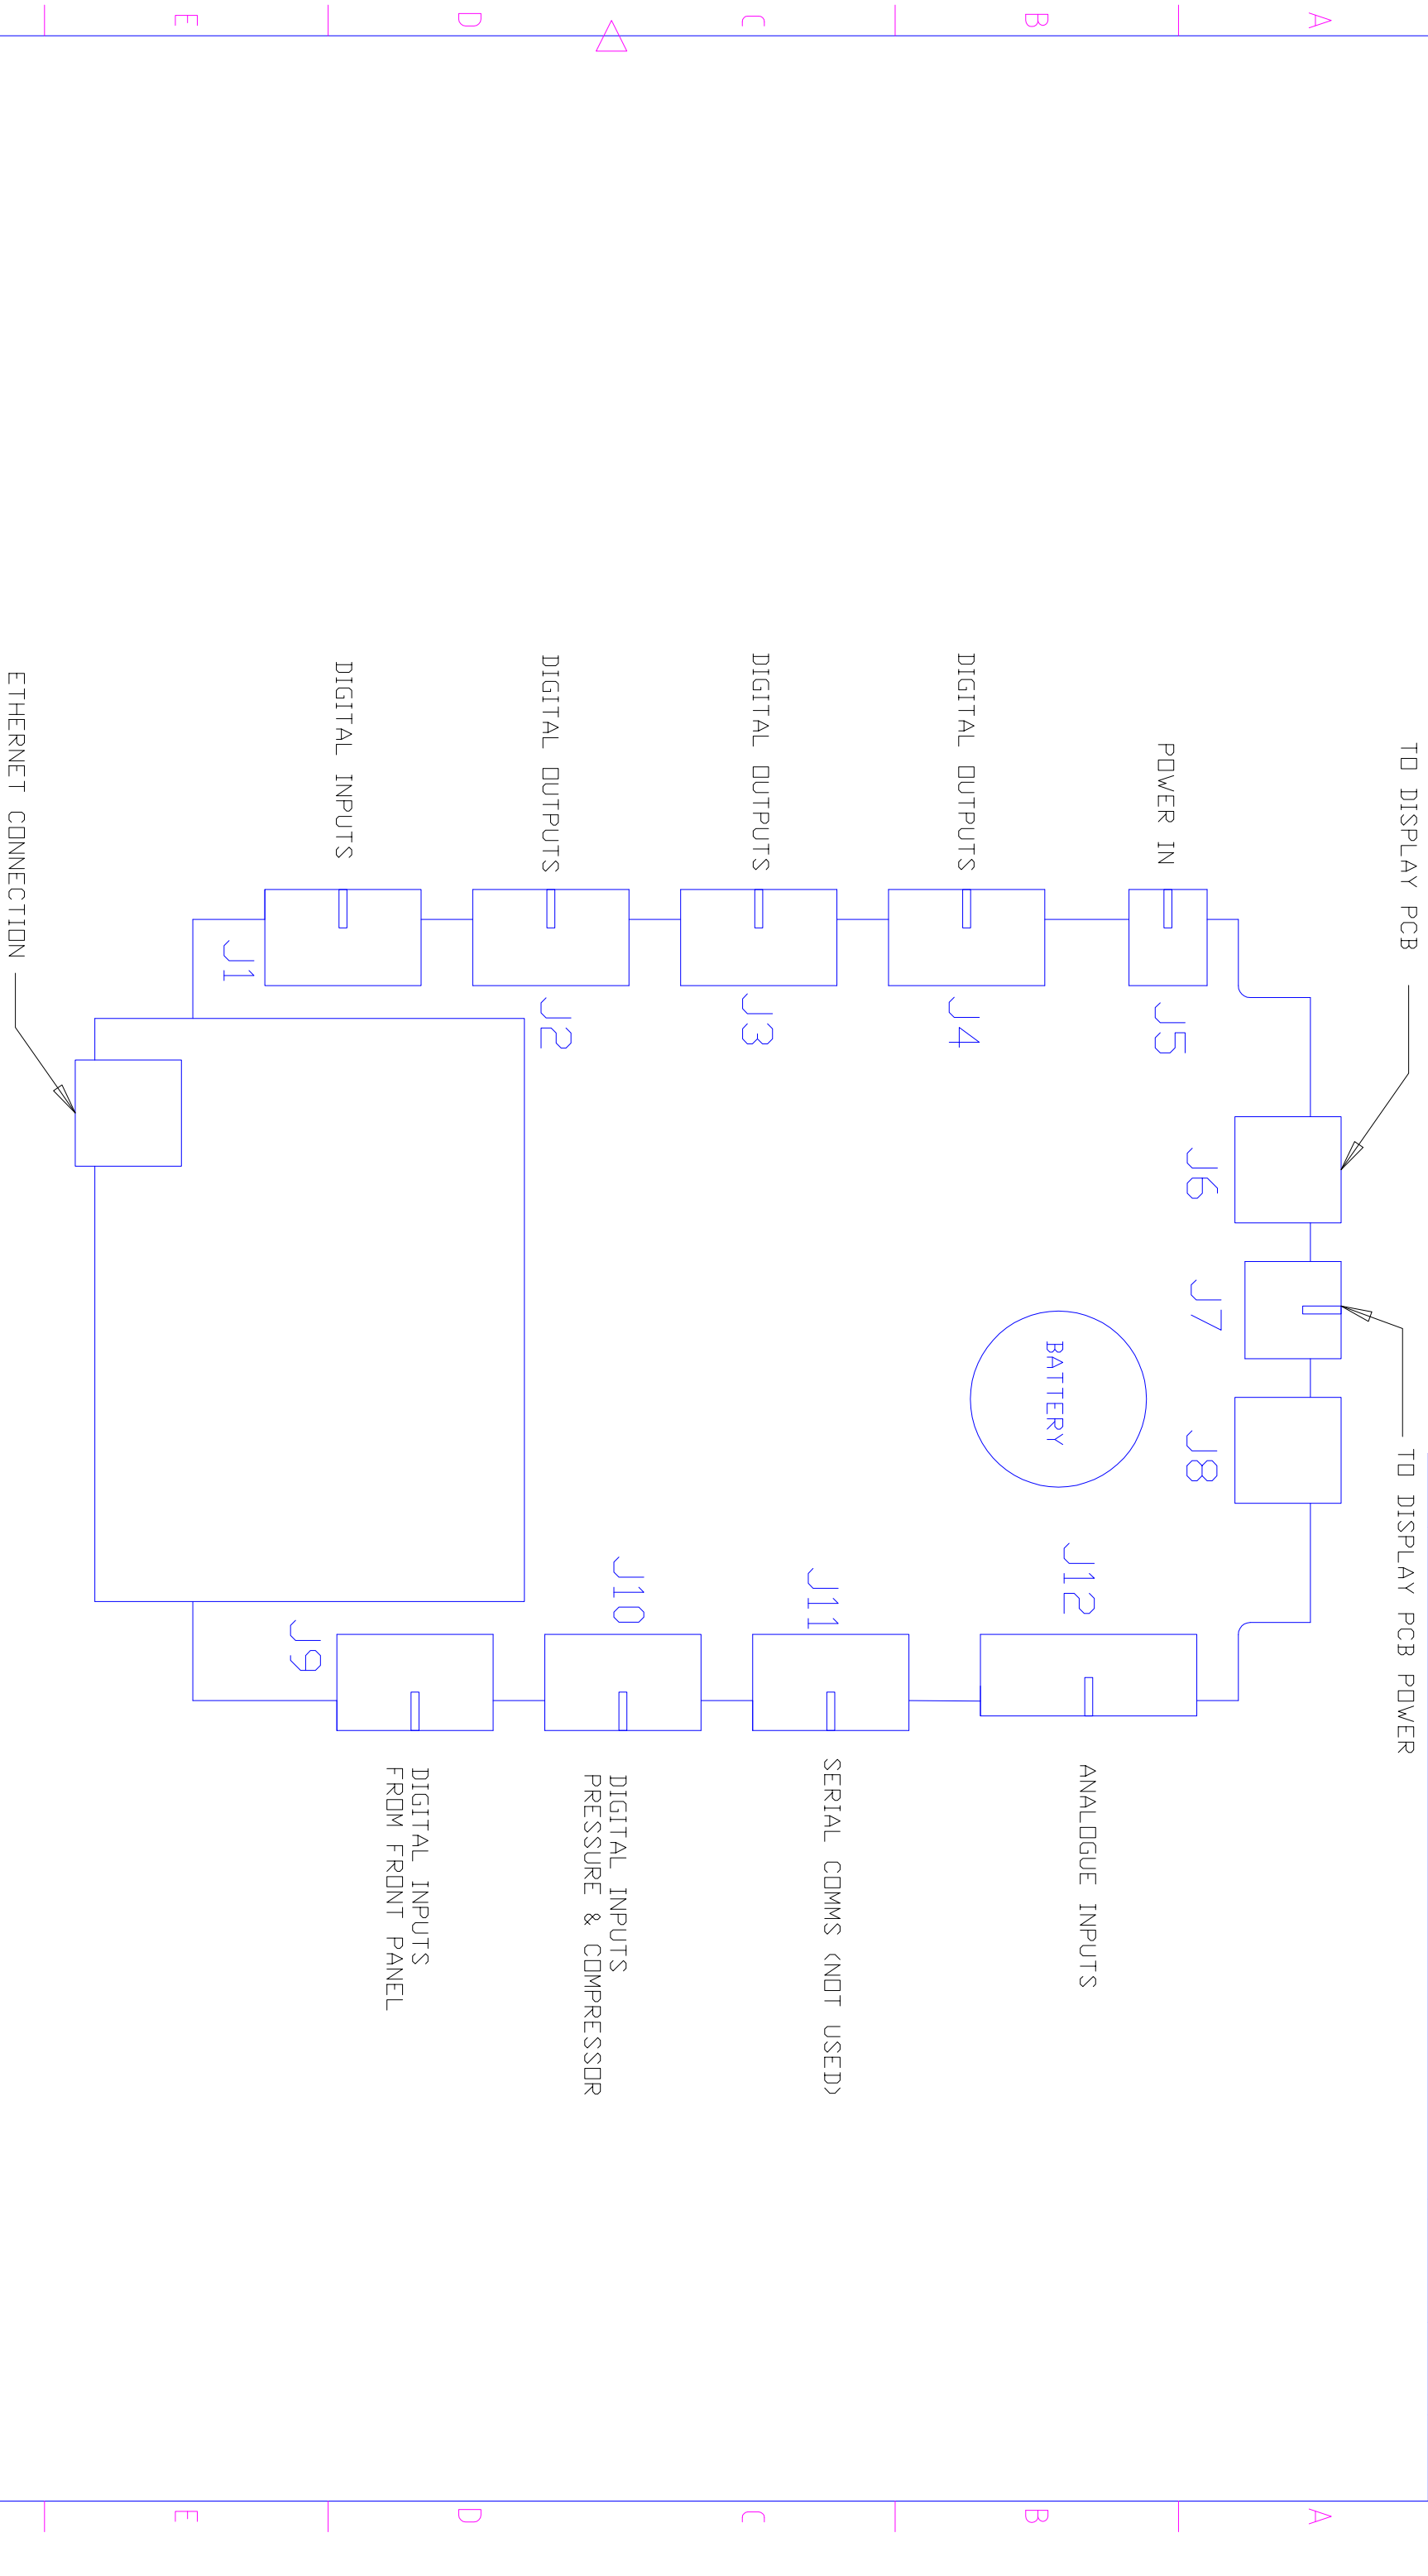 TO DISPLAY PCB
TO DISPLAY PCB POWER
A
A
J6
J7
J8
POWER IN
J5
J12
ANALOGUE INPUTS
BATTERY
B
B
DIGITAL OUTPUTS
J4
J11
SERIAL COMMS (NOT USED)
DIGITAL OUTPUTS
J3
C
C
J10
DIGITAL INPUTS
PRESSURE & COMPRESSOR
DIGITAL OUTPUTS
J2
D
D
DIGITAL INPUTS
FROM FRONT PANEL
DIGITAL INPUTS
J9
J1
E
E
ETHERNET CONNECTION